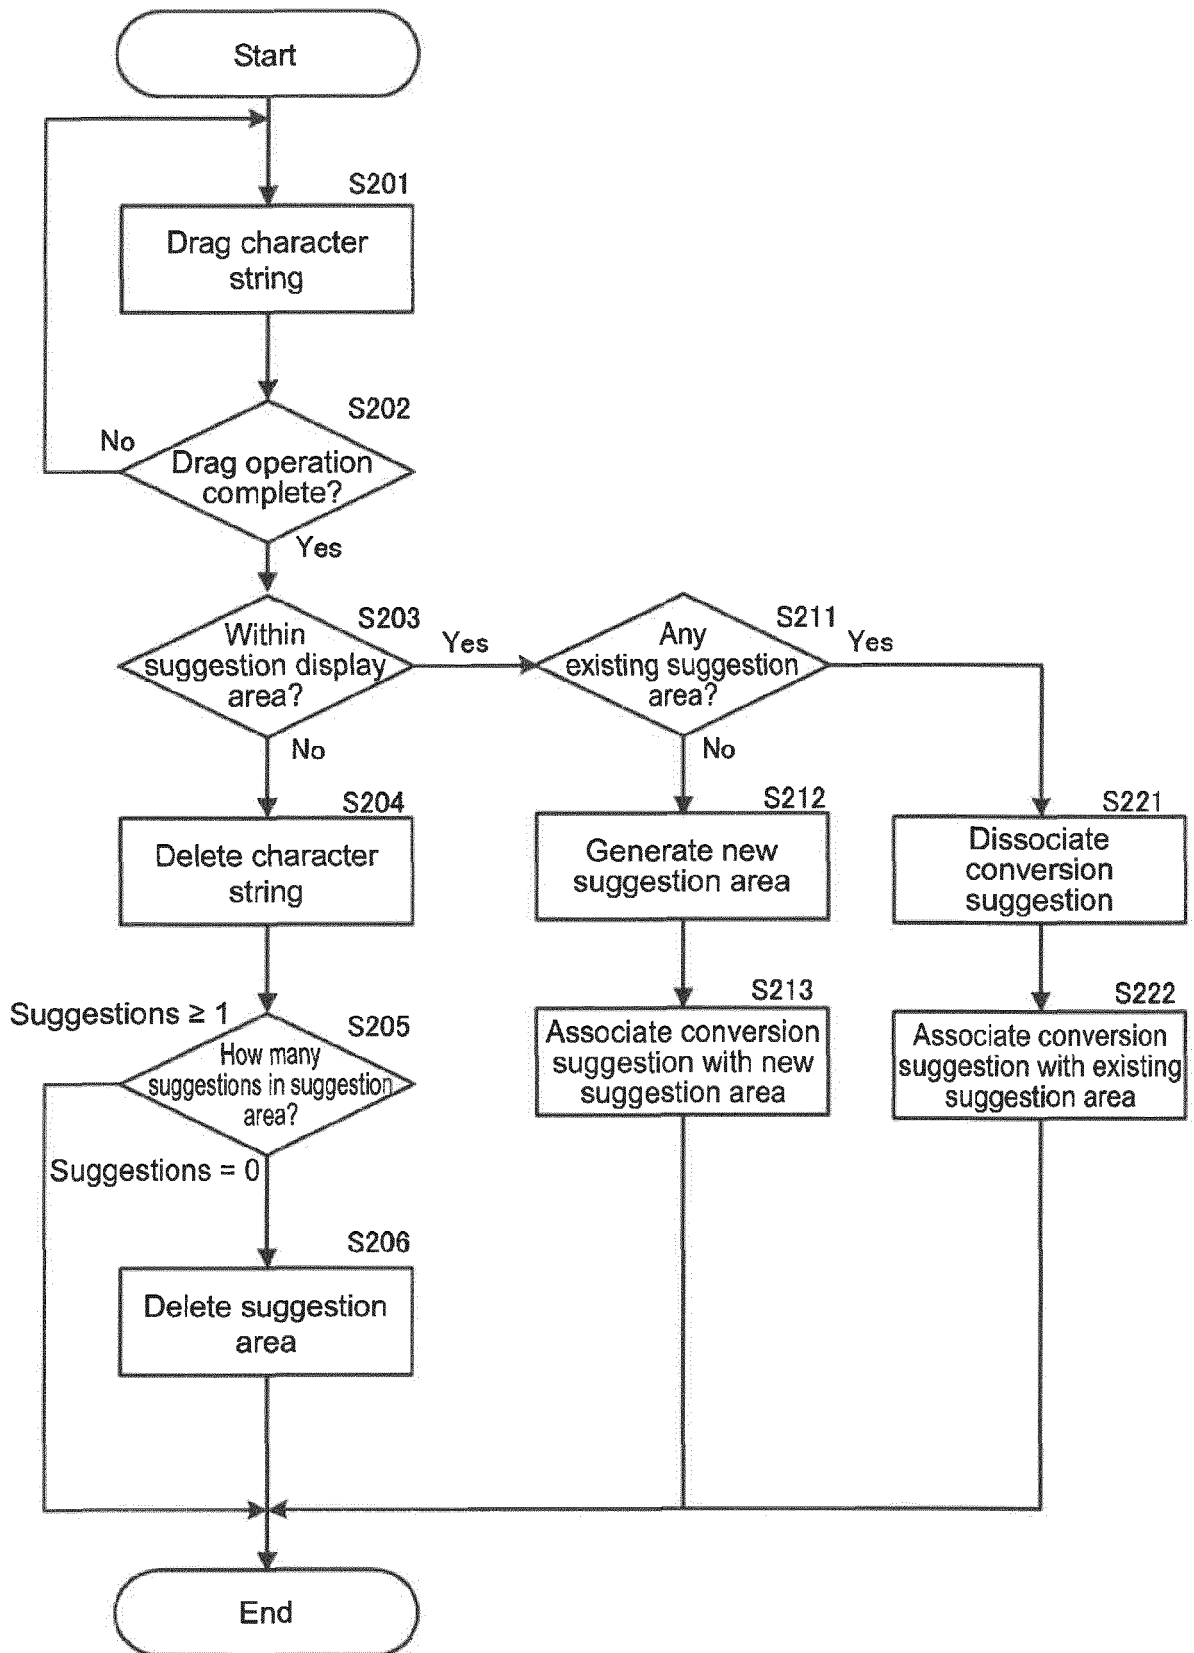 Start
S201
Drag character
string
S202
No
Drag operation
complete?
Yes
S203
Within
suggestion display
area?
Yes
No
S211
Any
existing suggestion
area?
Yes
No
S204
Delete character
string
S212
Generate new
suggestion area
S221
Dissociate
conversion
suggestion
Suggestions ≥ 1
S205
How many
suggestions in suggestion
area?
Suggestions = 0
S213
Associate conversion
suggestion with new
suggestion area
S222
Associate conversion
suggestion with existing
suggestion area
S206
Delete suggestion
area
End